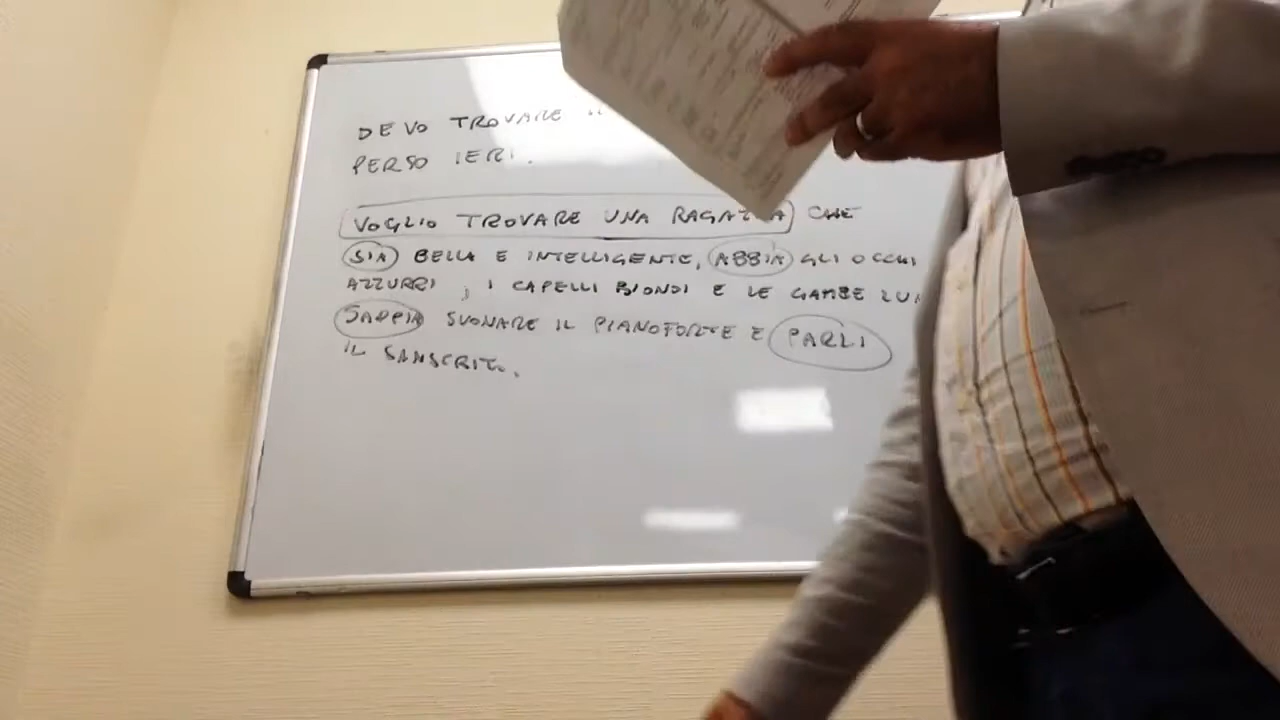 DEVO TROVARE
PERSO IERI.
VOGLIO TROVARE UNA RAGAZZA CHE
SIA BELLA E INTELLIGENTE, ABBIA GLI OCCHI
AZZURRI, I CAPELLI BIONDI E LE GAMBE
SAPPIA SUONARE IL PIANOFORTE E PARLI
IL SANSCRITO.